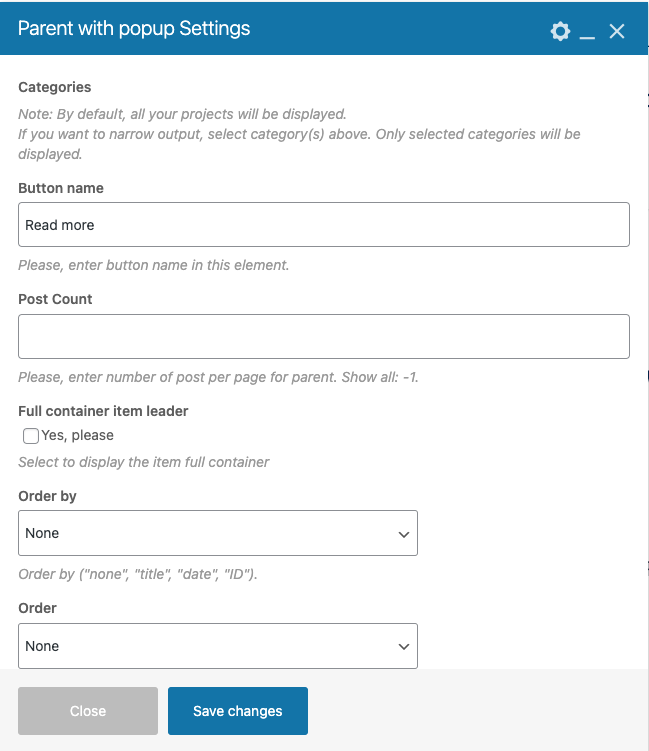 Parent with popup Settings
Categories
Note: By default, all your projects will be displayed.
If you want to narrow output, select category(s) above. Only selected categories will be
displayed.
Button name
Read more
Please, enter button name in this element.
Post Count
Please, enter number of post per page for parent. Show all: -1.
Full container item leader
Yes, please
Select to display the item full container
Order by
None
Order by ("none", "title", "date", "ID").
Order
None
Close
Save changes